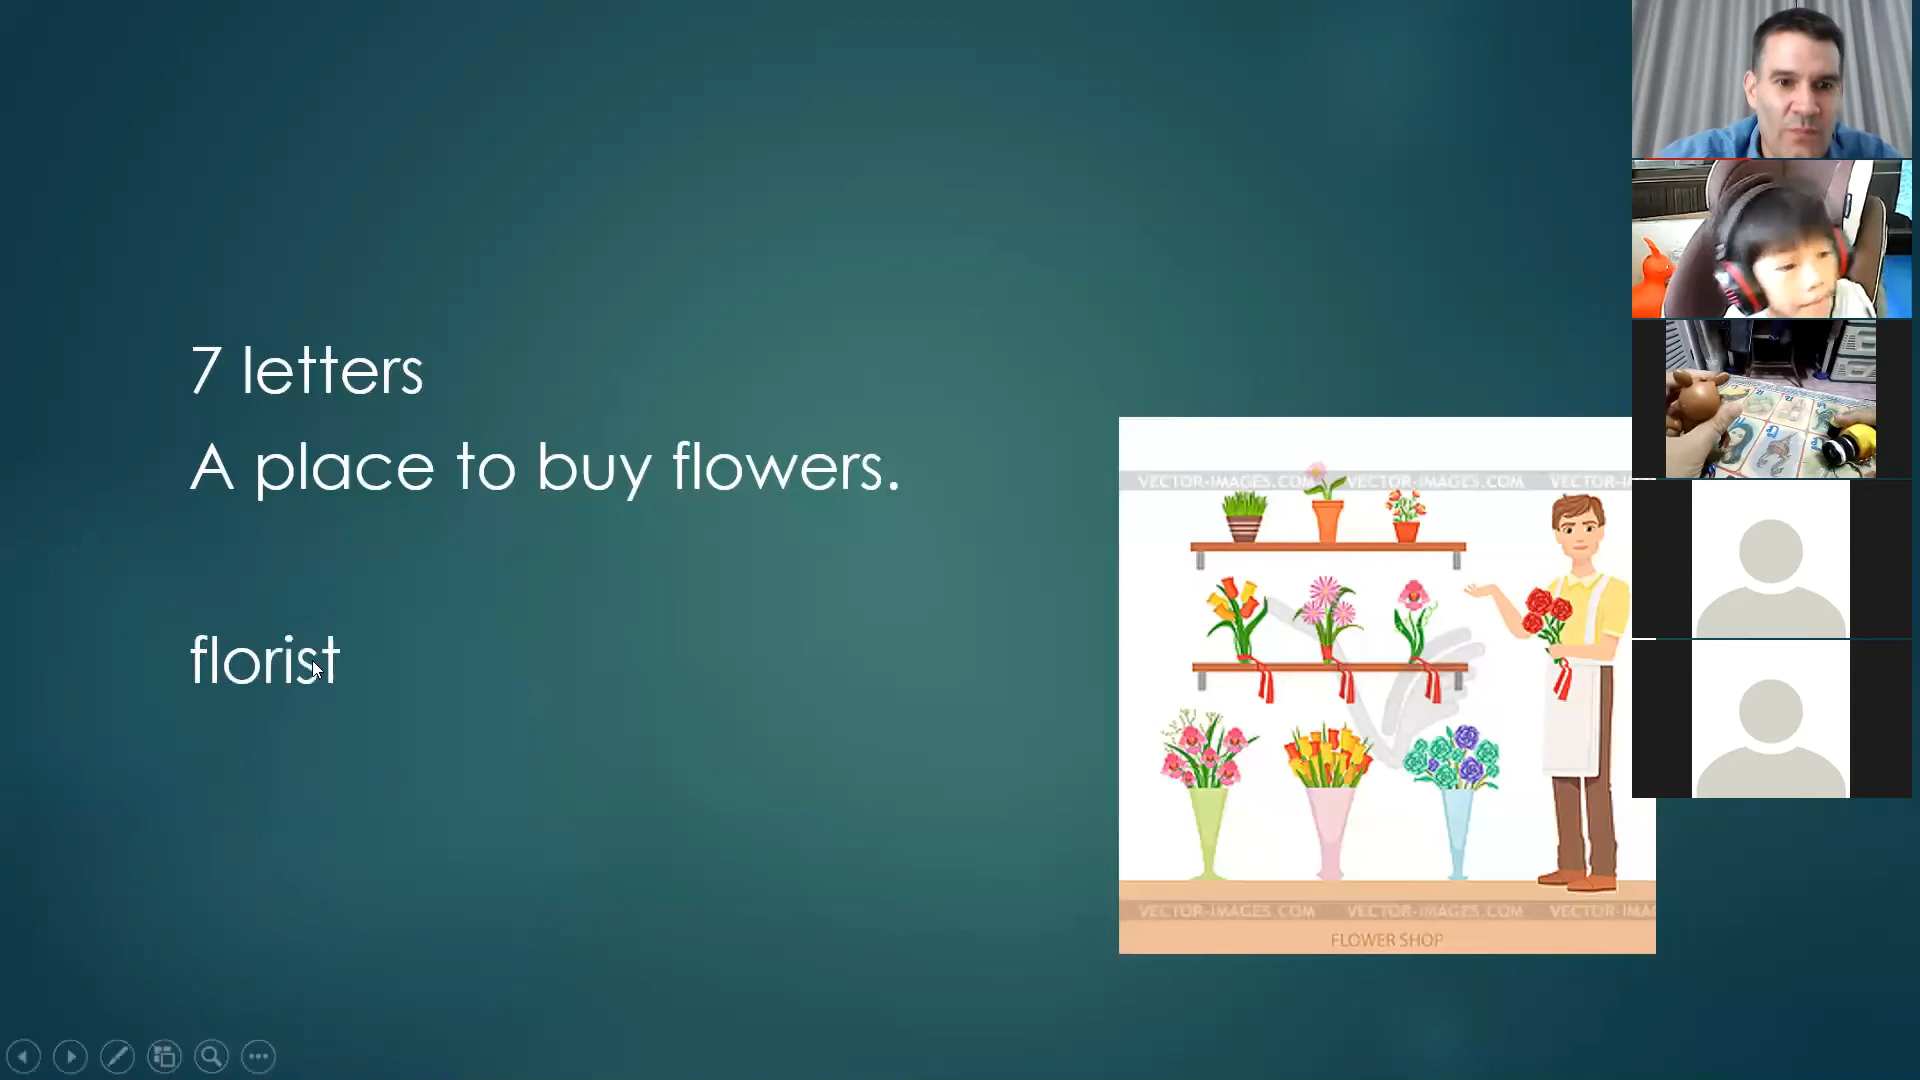 7 letters
A place to buy flowers.
florist
VECTOR-IMAGES.COM VECTOR-IMAGES.COM VECTOR-I
VECTOR-IMAGES.COM VECTOR-IMAGES.COM VECTOR-IMA
FLOWER SHOP